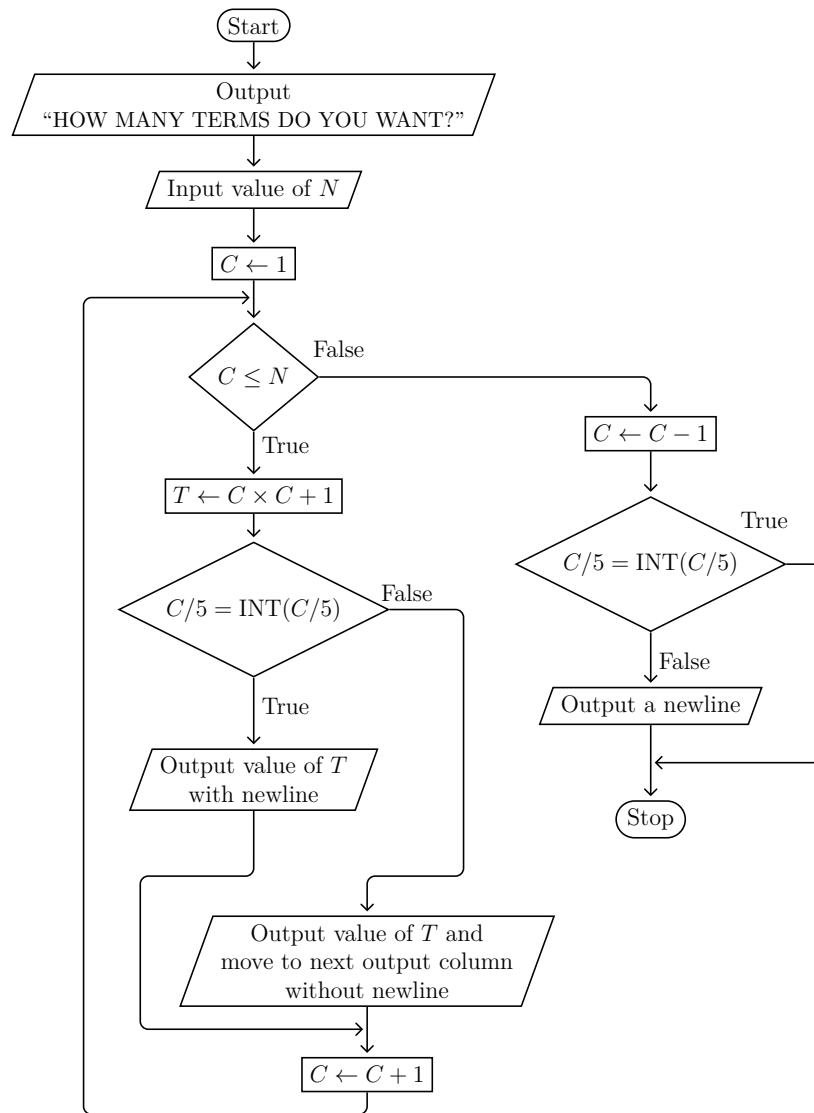 Start
Output
“HOW MANY TERMS DO YOU WANT?”
Input value of N
C ← 1
C ≤ N
False
True
T ← C × C + 1
C/5 = INT(C/5)
False
True
Output value of T
with newline
Output value of T and
move to next output column
without newline
C ← C + 1
C ← C − 1
C/5 = INT(C/5)
True
False
Output a newline
Stop